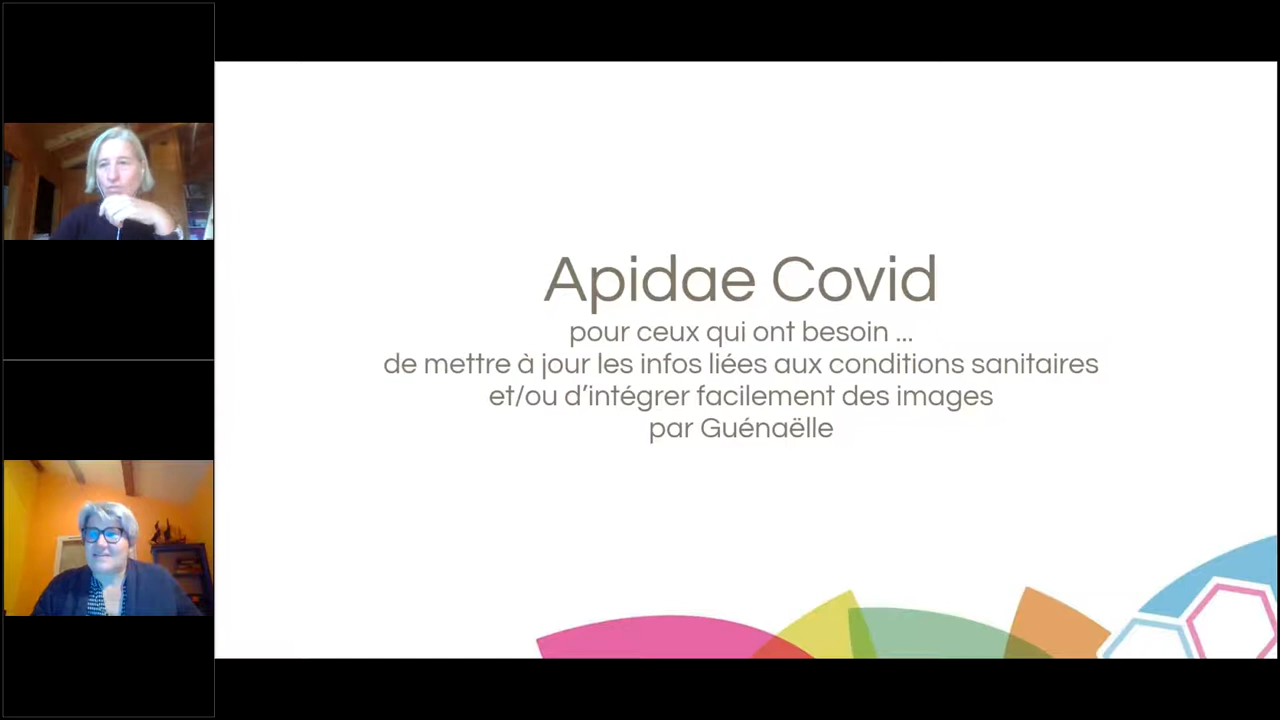 Apidae Covid
pour ceux qui ont besoin ...
de mettre à jour les infos liées aux conditions sanitaires
et/ou d’intégrer facilement des images
par Guénaëlle